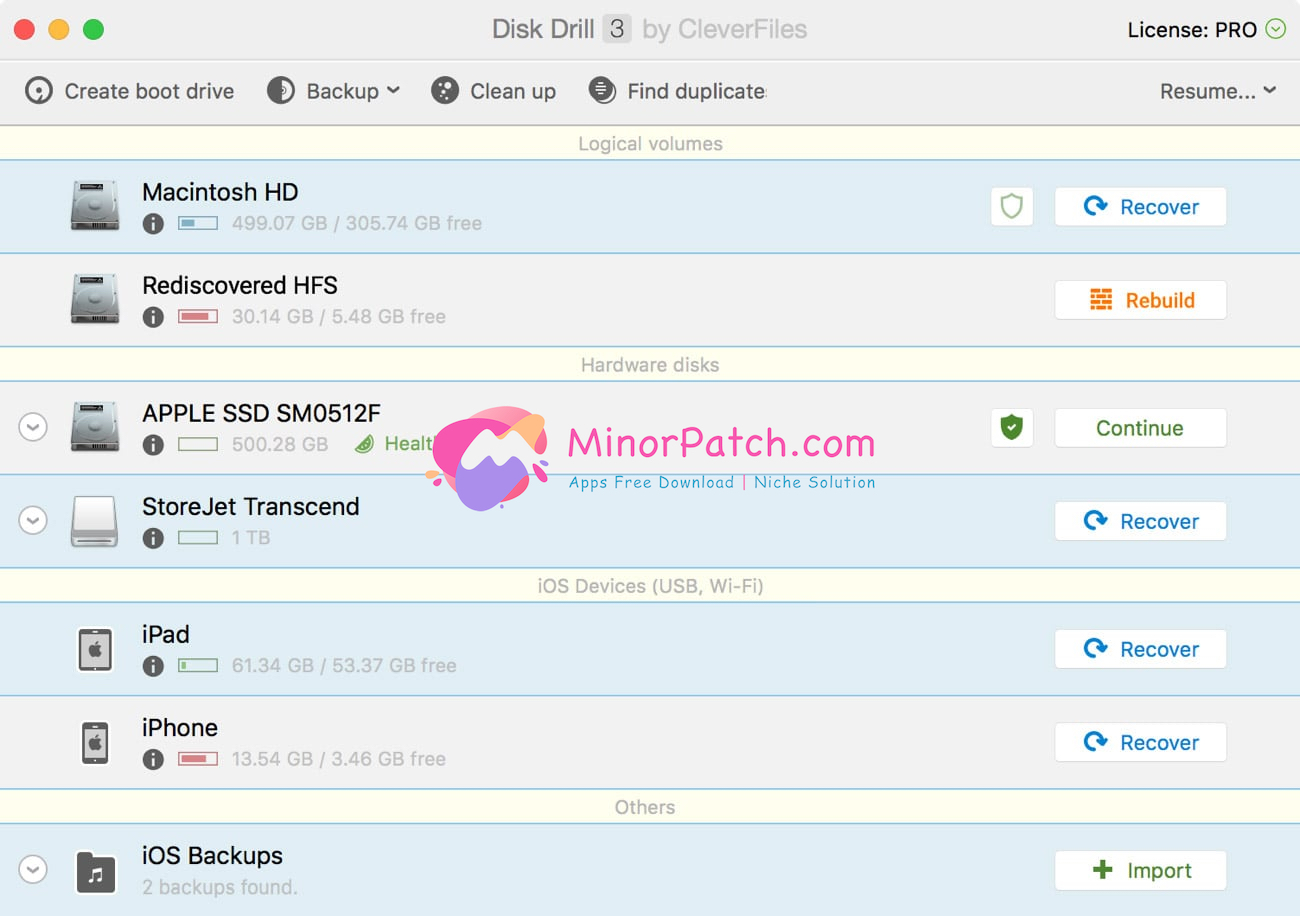 Disk Drill 3 by CleverFiles
License: PRO
Create boot drive
Backup
Clean up
Find duplicate
Resume...
Logical volumes
Macintosh HD
499.07 GB / 305.74 GB free
Recover
Rediscovered HFS
30.14 GB / 5.48 GB free
Rebuild
Hardware disks
APPLE SSD SM0512F
500.28 GB
Healt
Continue
MinorPatch.com
Apps Free Download | Niche Solution
StoreJet Transcend
1 TB
Recover
iOS Devices (USB, Wi-Fi)
iPad
61.34 GB / 53.37 GB free
Recover
iPhone
13.54 GB / 3.46 GB free
Recover
Others
iOS Backups
2 backups found.
Import